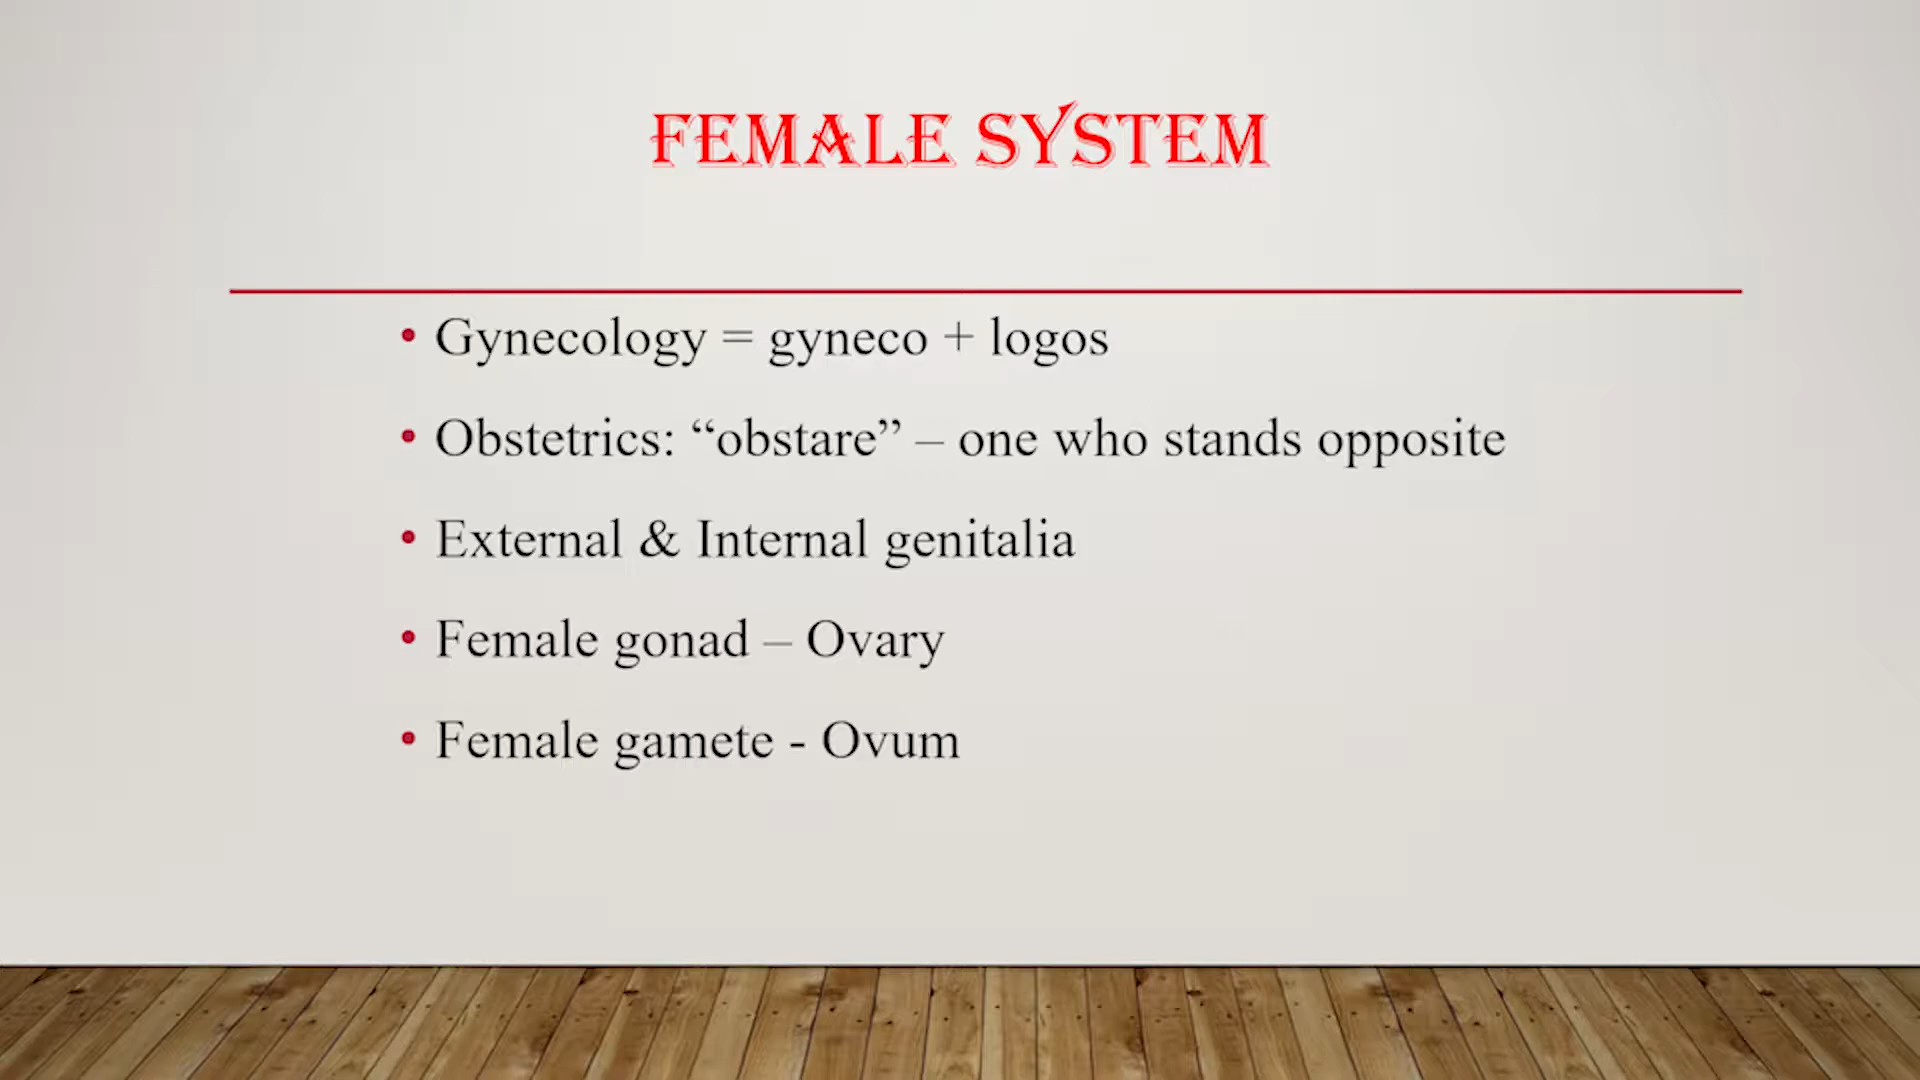 FEMALE SYSTEM
• Gynecology = gyneco + logos
• Obstetrics: “obstare” – one who stands opposite
• External & Internal genitalia
• Female gonad – Ovary
• Female gamete - Ovum